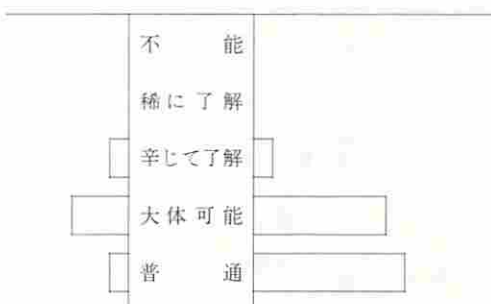 不能
稀に了解
辛じて了解
大体可能
普通